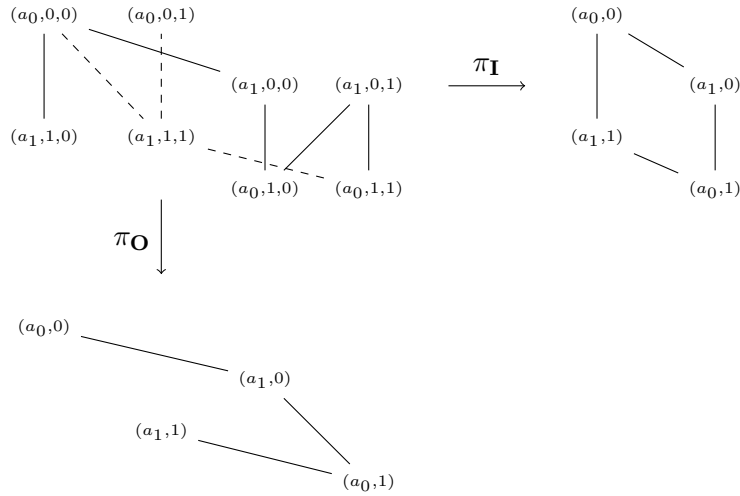 (a₀,0,0) (a₀,0,1) (a₀,0)
(a₁,0,0) (a₁,0,1) π_I (a₁,0)
(a₁,1,0) (a₁,1,1) (a₁,1)
(a₀,1,0) (a₀,1,1) (a₀,1)
π_O
(a₀,0)
(a₁,0)
(a₁,1)
(a₀,1)